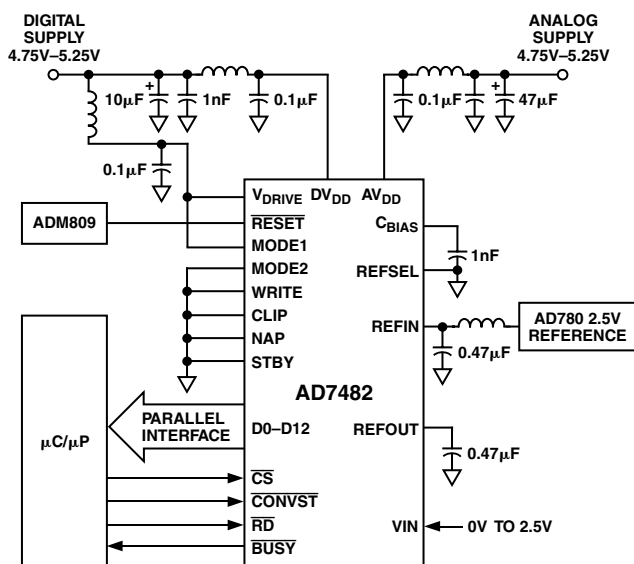 DIGITAL
SUPPLY
4.75V–5.25V
ANALOG
SUPPLY
4.75V–5.25V
10µF
+
1nF
0.1µF
0.1µF
+
47µF
0.1µF
VDRIVE
DVDD
AVDD
ADM809
RESET
MODE1
MODE2
WRITE
CLIP
NAP
STBY
CBIAS
1nF
REFSEL
REFIN
AD780 2.5V
REFERENCE
0.47µF
AD7482
µC/µP
PARALLEL
INTERFACE
D0–D12
REFOUT
0.47µF
CS
CONVST
RD
BUSY
VIN
0V TO 2.5V